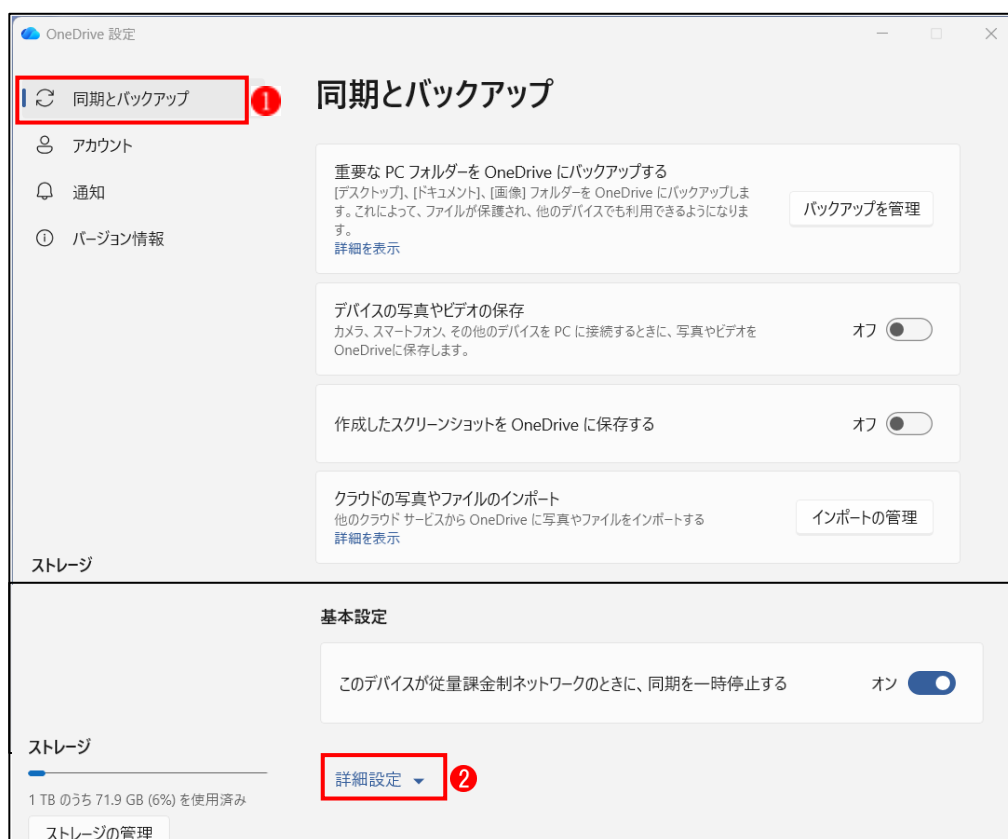 OneDrive 設定
同期とバックアップ
❶
アカウント
通知
バージョン情報
同期とバックアップ
重要な PC フォルダーを OneDrive にバックアップする
[デスクトップ]、[ドキュメント]、[画像] フォルダーを OneDrive にバックアップしま
す。これによって、ファイルが保護され、他のデバイスでも利用できるようになりま
す。
詳細を表示
バックアップを管理
デバイスの写真やビデオの保存
カメラ、スマートフォン、その他のデバイスを PC に接続するときに、写真やビデオを
OneDriveに保存します。
オフ
作成したスクリーンショットを OneDrive に保存する
オフ
クラウドの写真やファイルのインポート
他のクラウド サービスから OneDrive に写真やファイルをインポートする
詳細を表示
インポートの管理
ストレージ
基本設定
このデバイスが従量課金制ネットワークのときに、同期を一時停止する
オン
ストレージ
1 TB のうち 71.9 GB (6%) を使用済み
ストレージの管理
詳細設定
❷